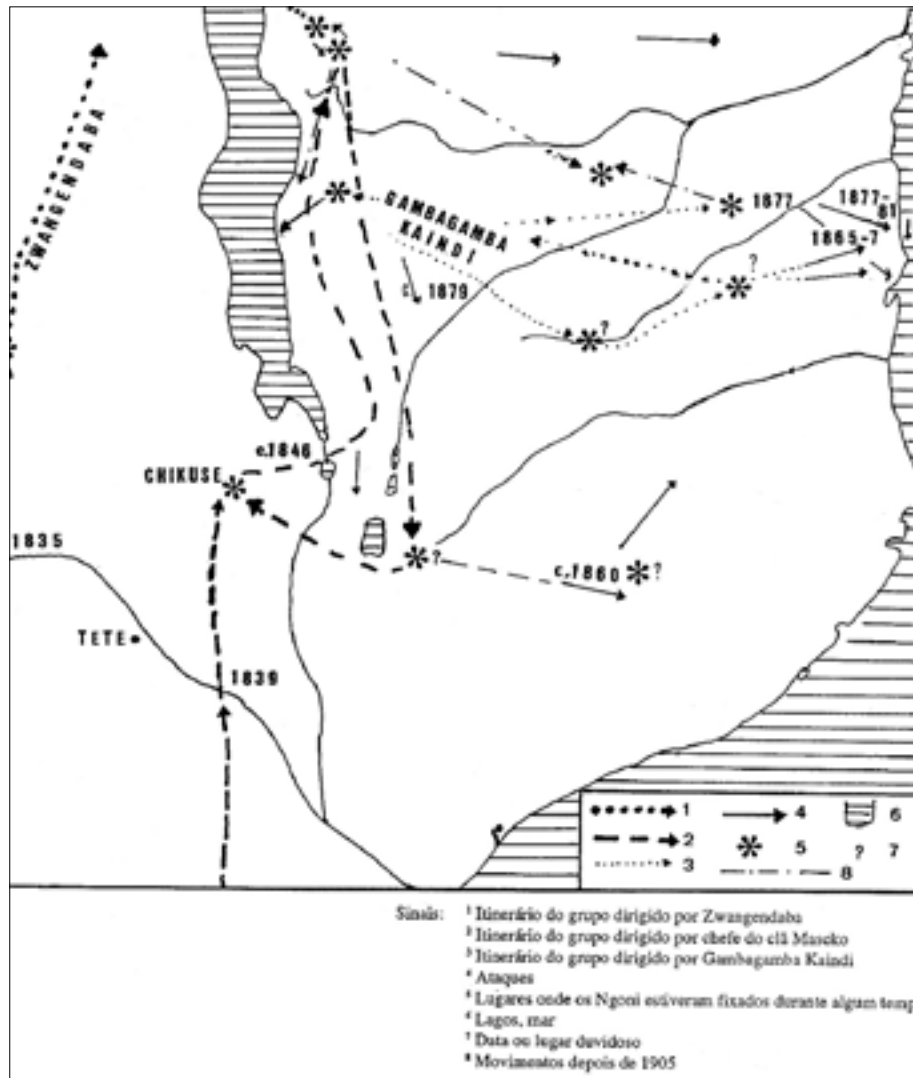 ZWANGENDABA
GAMBAGAMBA
KAINDI
1877
1877-
81
1865-7
?
C. 1879
?
c.1846
CHIKUSE
1835
?
c.1860 ?
TETE
1839
1 4 6
2 5 ? 7
3 8
Sinais: ¹ Itinerário do grupo dirigido por Zwangendaba
² Itinerário do grupo dirigido por chefe do clã Maseko
³ Itinerário do grupo dirigido por Gambagamba Kaindi
⁴ Ataques
⁵ Lugares onde os Ngoni estiveram fixados durante algum temp
⁶ Lagos, mar
⁷ Data ou lugar duvidoso
⁸ Movimentos depois de 1905